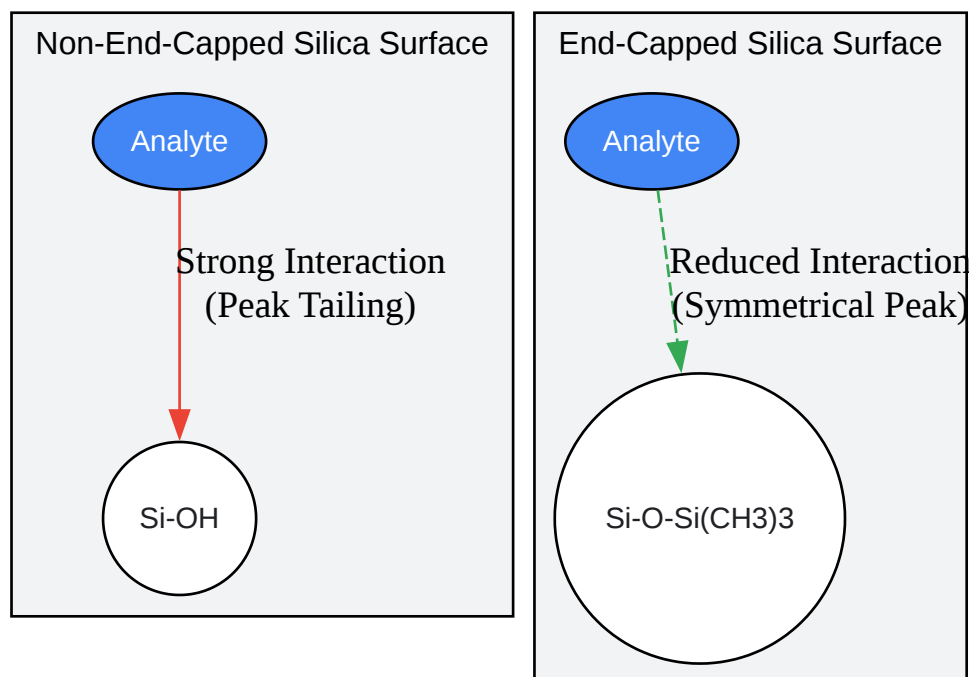 Non-End-Capped Silica Surface
Analyte
Strong Interaction
(Peak Tailing)
Si-OH
End-Capped Silica Surface
Analyte
Reduced Interaction
(Symmetrical Peak)
Si-O-Si(CH3)3